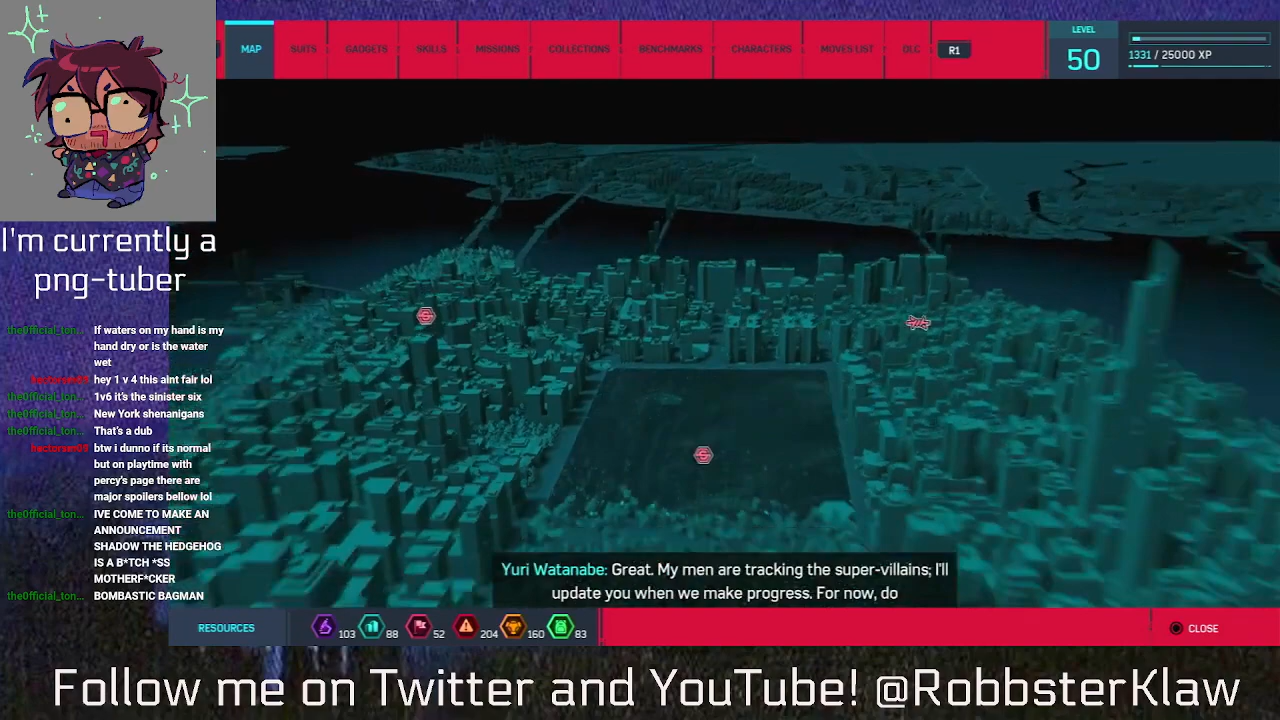 MAP
SUITS
GADGETS
SKILLS
MISSIONS
COLLECTIONS
BENCHMARKS
CHARACTERS
MOVES LIST
DLC
R1
LEVEL
50
1331 / 25000 XP
I'm currently a
png-tuber
the0fficial_ton... If waters on my hand is my
hand dry or is the water
wet
hey 1 v 4 this aint fair lol
the0fficial_ton... 1v6 it's the sinister six
the0fficial_ton... New York shenanigans
the0fficial_ton... That's a dub
btw i dunno if its normal
but on playtime with
percy's page there are
major spoilers bellow lol
the0fficial_ton... IVE COME TO MAKE AN
ANNOUNCEMENT
SHADOW THE HEDGEHOG
IS A B*TCH *SS
MOTHERF*CKER
the0fficial_ton... BOMBASTIC BAGMAN
Yuri Watanabe: Great. My men are tracking the super-villains; I'll
update you when we make progress. For now, do
RESOURCES
103
88
52
204
160
83
CLOSE
Follow me on Twitter and YouTube! @RobbsterKlaw